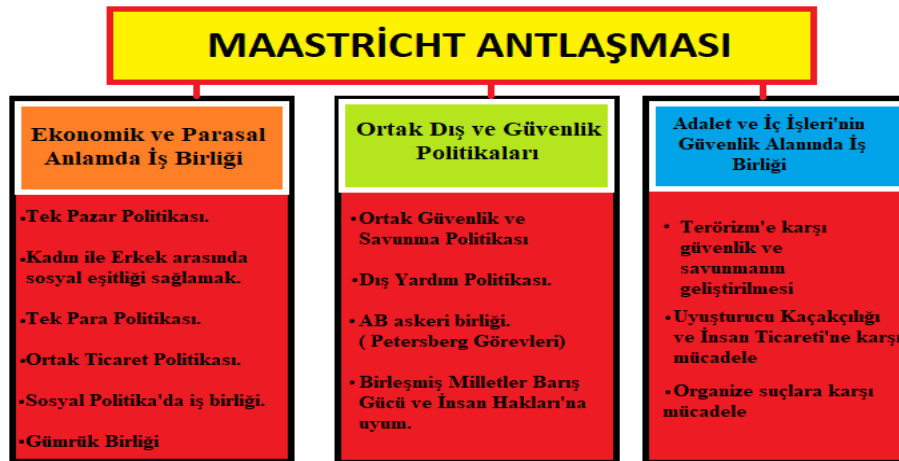 MAASTRİCHT ANTLAŞMASI
Ekonomik ve Parasal
Anlamda İş Birliği
•Tek Pazar Politikası.
•Kadın ile Erkek arasında
sosyal eşitliği sağlamak.
•Tek Para Politikası.
•Ortak Ticaret Politikası.
•Sosyal Politika'da iş birliği.
•Gümrük Birliği
Ortak Dış ve Güvenlik
Politikaları
•Ortak Güvenlik ve
Savunma Politikası
•Dış Yardım Politikası.
•AB askeri birliği.
( Petersberg Görevleri)
•Birleşmiş Milletler Barış
Gücü ve İnsan Hakları'na
uyum.
Adalet ve İç İşleri'nin
Güvenlik Alanında İş
Birliği
• Terörizm'e karşı
güvenlik ve
savunmanın
geliştirilmesi
•Uyuşturucu Kaçakçılığı
ve İnsan Ticareti'ne karşı
mücadele
•Organize suçlara karşı
mücadele